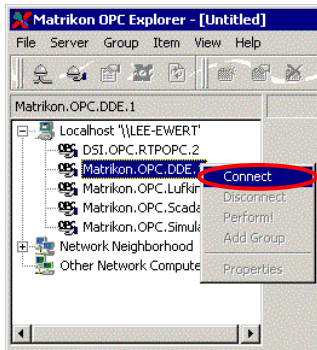 Matrikon OPC Explorer - [Untitled]
File Server Group Item View Help
Matrikon.OPC.DDE.1
Localhost '\\LEE-EWERT'
DSI.OPC.RTPOPC.2
Matrikon.OPC.DDE.
Matrikon.OPC.Lufkin
Matrikon.OPC.Scada
Matrikon.OPC.Simula
Network Neighborhood
Other Network Compute
Connect
Disconnect
Perform!
Add Group
Properties